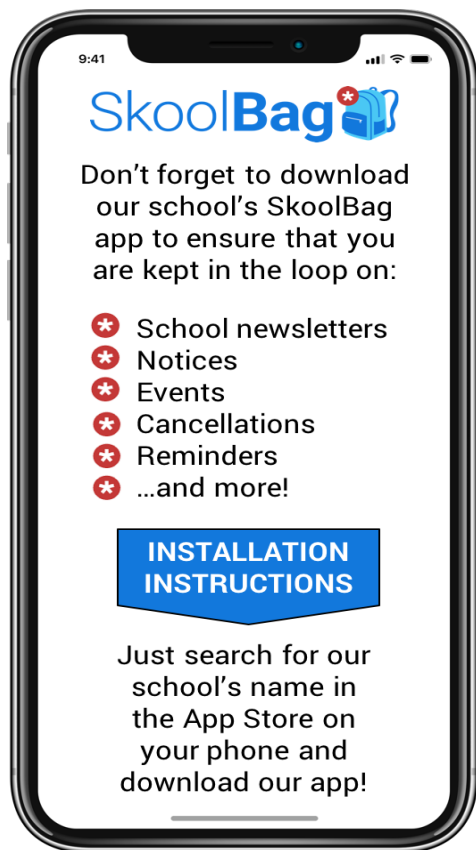 9:41
SkoolBag
Don't forget to download
our school's SkoolBag
app to ensure that you
are kept in the loop on:
School newsletters
Notices
Events
Cancellations
Reminders
...and more!
INSTALLATION
INSTRUCTIONS
Just search for our
school's name in
the App Store on
your phone and
download our app!